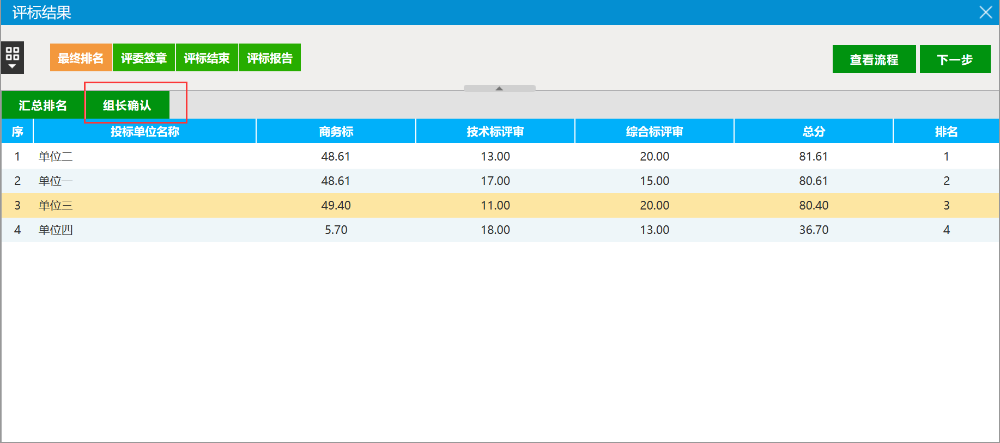 评标结果
最终排名 评委签章 评标结束 评标报告 查看流程 下一步
汇总排名 组长确认
序 投标单位名称 商务标 技术标评审 综合标评审 总分 排名
1 单位二 48.61 13.00 20.00 81.61 1
2 单位一 48.61 17.00 15.00 80.61 2
3 单位三 49.40 11.00 20.00 80.40 3
4 单位四 5.70 18.00 13.00 36.70 4